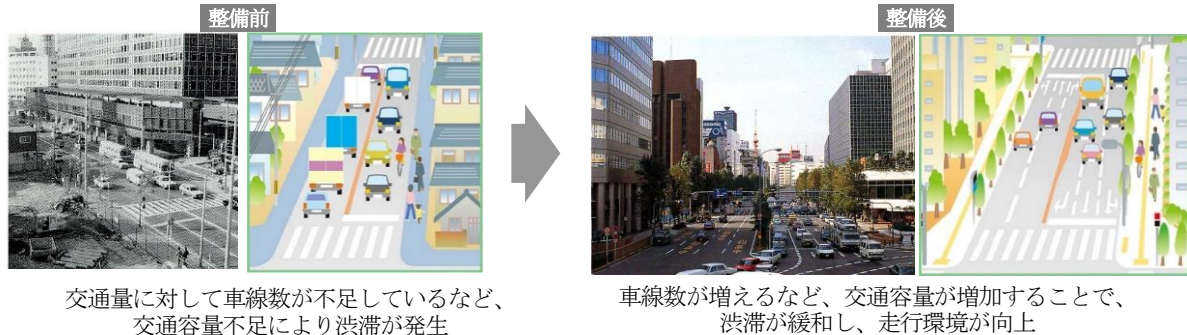 整備前
整備後
交通量に対して車線数が不足しているなど、
交通容量不足により渋滞が発生
車線数が増えるなど、交通容量が増加することで、
渋滞が緩和し、走行環境が向上